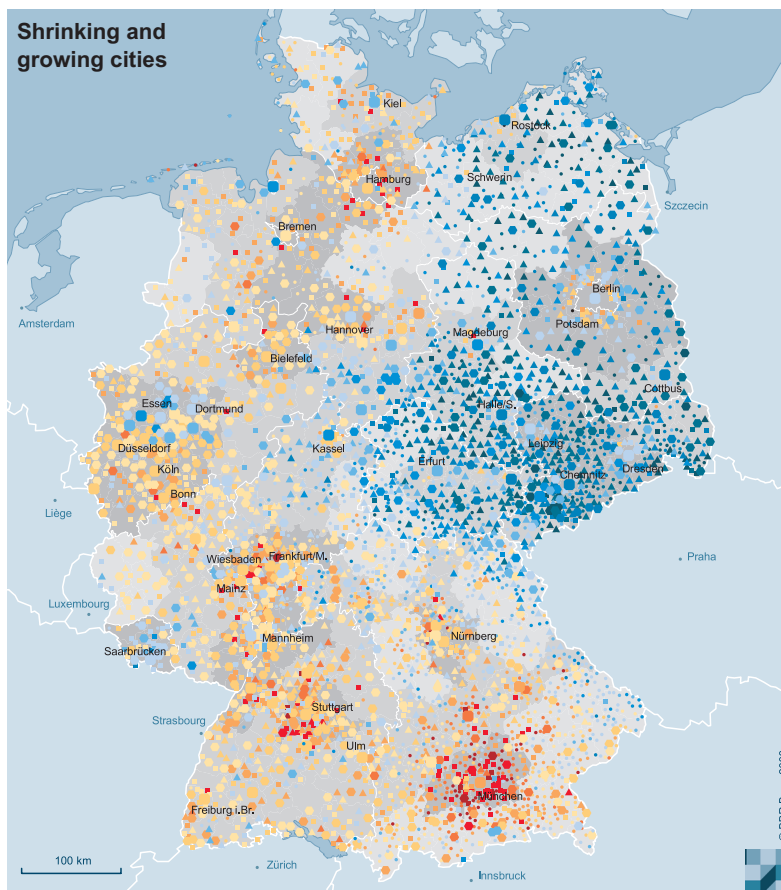 Shrinking and
growing cities
Kiel
Rostock
Hamburg
Schwerin
Szczecin
Bremen
Berlin
Amsterdam
Hannover
Magdeburg
Potsdam
Bielefeld
Cottbus
Essen
Dortmund
Halle/S.
Düsseldorf
Kassel
Leipzig
Köln
Erfurt
Dresden
Chemnitz
Bonn
Liège
Wiesbaden
Frankfurt/M.
Praha
Mainz
Luxembourg
Mannheim
Nürnberg
Saarbrücken
Stuttgart
Strasbourg
Ulm
München
Freiburg i.Br.
100 km
Zürich
Innsbruck